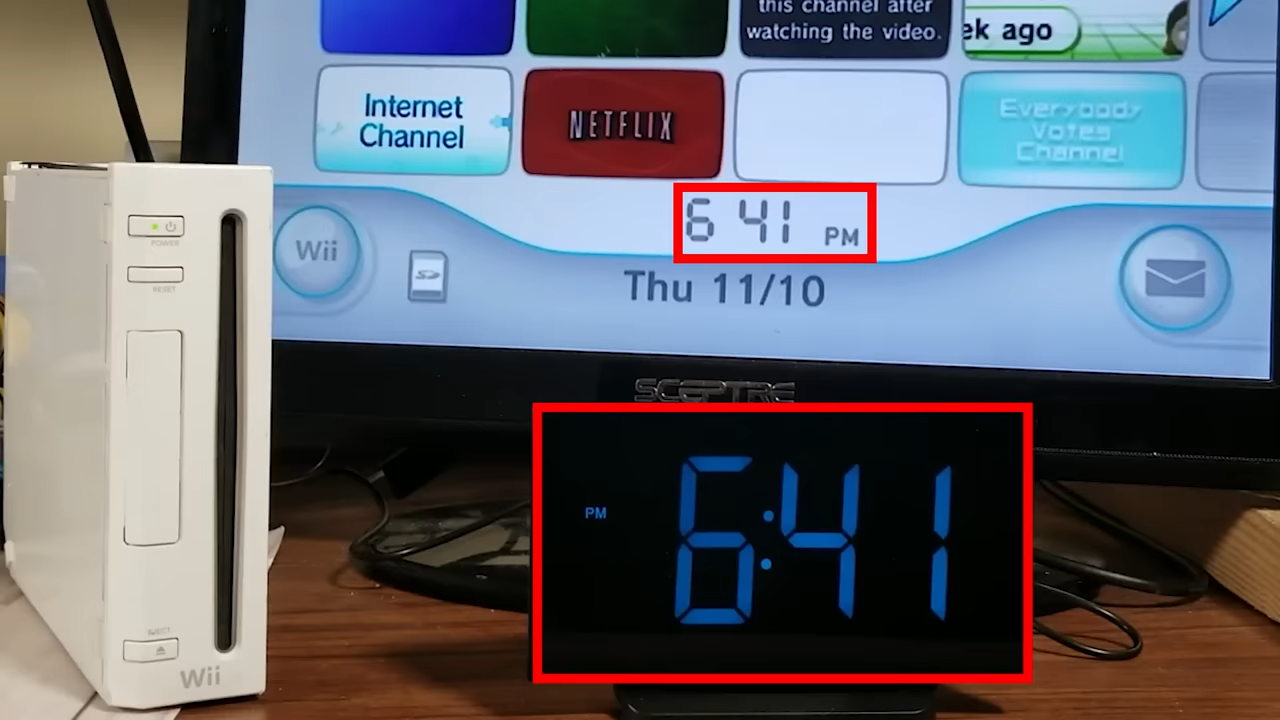 this channel after
watching the video.
ek ago
Internet
Channel
NETFLIX
Everybody
Votes
Channel
6 41 PM
Wii
SD
Thu 11/10
POWER
RESET
SCEPTRE
PM 6:41
EJECT
Wii